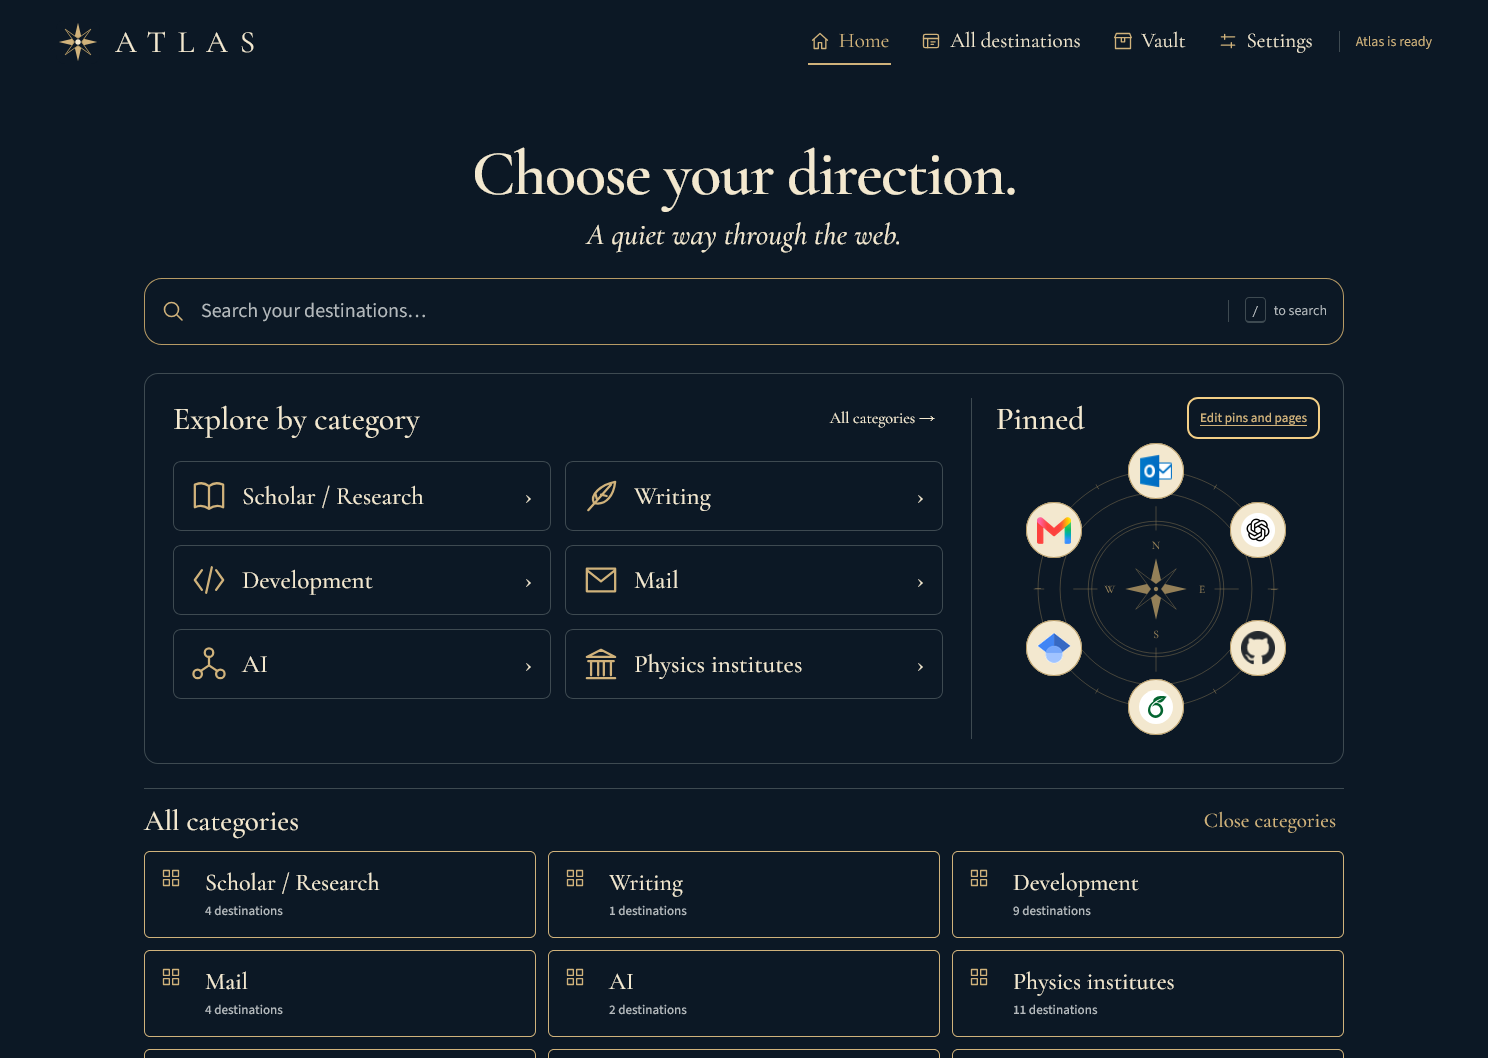 ATLAS
Home
All destinations
Vault
Settings
Atlas is ready
Choose your direction.
A quiet way through the web.
Search your destinations...
/ to search
Explore by category
All categories →
Scholar / Research ›
Writing ›
Development ›
Mail ›
AI ›
Physics institutes ›
Pinned
Edit pins and pages
N
W
E
S
All categories
Close categories
Scholar / Research
4 destinations
Writing
1 destinations
Development
9 destinations
Mail
4 destinations
AI
2 destinations
Physics institutes
11 destinations